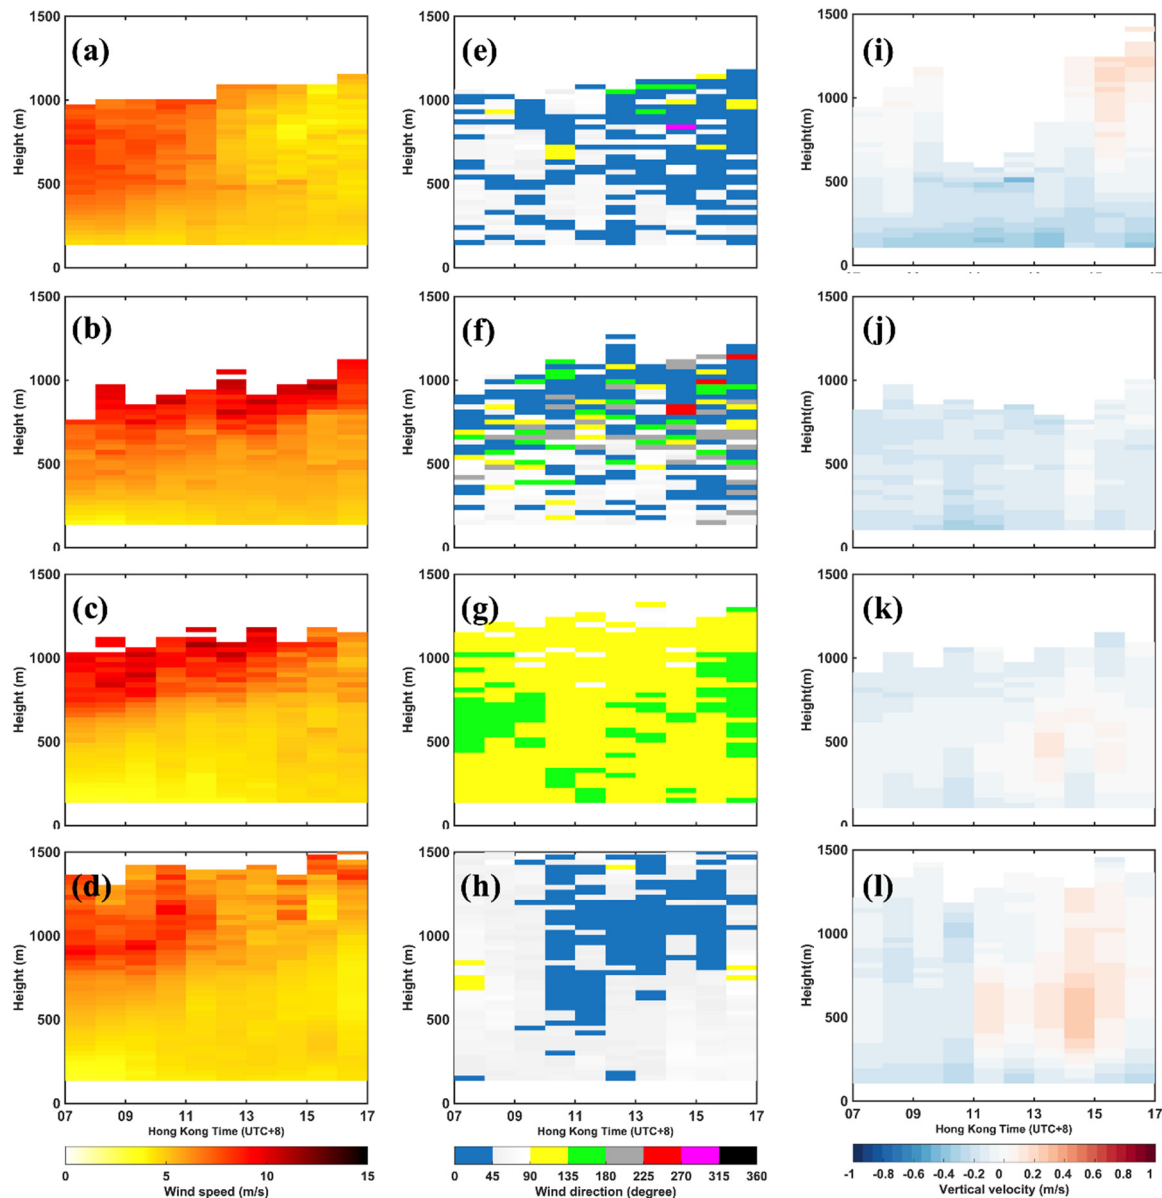 1500
1000
500
0
Height (m)
(a)
1500
1000
500
0
Height (m)
(e)
1500
1000
500
0
Height(m)
(i)
1500
1000
500
0
Height (m)
(b)
1500
1000
500
0
Height (m)
(f)
1500
1000
500
0
Height(m)
(j)
1500
1000
500
0
Height (m)
(c)
1500
1000
500
0
Height (m)
(g)
1500
1000
500
0
Height(m)
(k)
1500
1000
500
0
Height (m)
(d)
1500
1000
500
0
Height (m)
(h)
1500
1000
500
0
Height(m)
(l)
07 09 11 13 15 17
Hong Kong Time (UTC+8)
07 09 11 13 15 17
Hong Kong Time (UTC+8)
07 09 11 13 15 17
Hong Kong Time (UTC+8)
0 5 10 15
Wind speed (m/s)
0 45 90 135 180 225 270 315 360
Wind direction (degree)
-1 -0.8 -0.6 -0.4 -0.2 0 0.2 0.4 0.6 0.8 1
Vertical velocity (m/s)